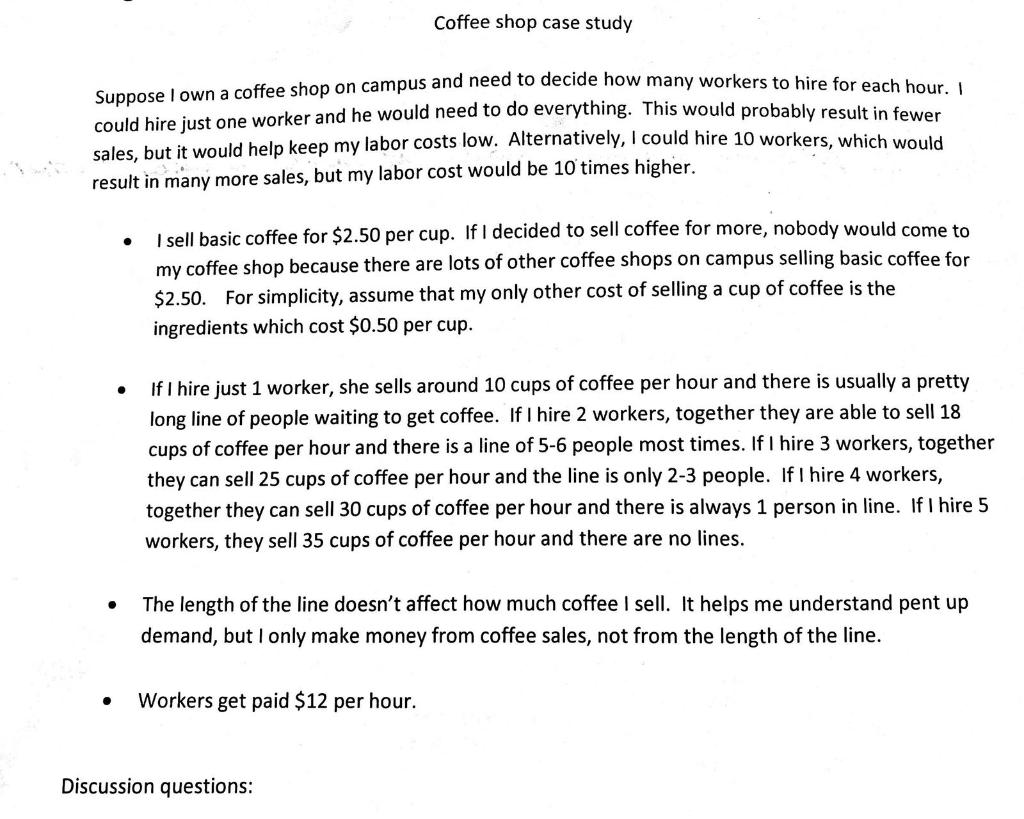 Coffee shop case study
Suppose I own a coffee shop on campus and need to decide how many workers to hire for each hour. I
could hire just one worker and he would need to do everything. This would probably result in fewer
sales, but it would help keep my labor costs low. Alternatively, I could hire 10 workers, which would
result in many more sales, but my labor cost would be 10 times higher.
• I sell basic coffee for $2.50 per cup. If I decided to sell coffee for more, nobody would come to
my coffee shop because there are lots of other coffee shops on campus selling basic coffee for
$2.50. For simplicity, assume that my only other cost of selling a cup of coffee is the
ingredients which cost $0.50 per cup.
• If I hire just 1 worker, she sells around 10 cups of coffee per hour and there is usually a pretty
long line of people waiting to get coffee. If I hire 2 workers, together they are able to sell 18
cups of coffee per hour and there is a line of 5-6 people most times. If I hire 3 workers, together
they can sell 25 cups of coffee per hour and the line is only 2-3 people. If I hire 4 workers,
together they can sell 30 cups of coffee per hour and there is always 1 person in line. If I hire 5
workers, they sell 35 cups of coffee per hour and there are no lines.
• The length of the line doesn't affect how much coffee I sell. It helps me understand pent up
demand, but I only make money from coffee sales, not from the length of the line.
• Workers get paid $12 per hour.
Discussion questions: